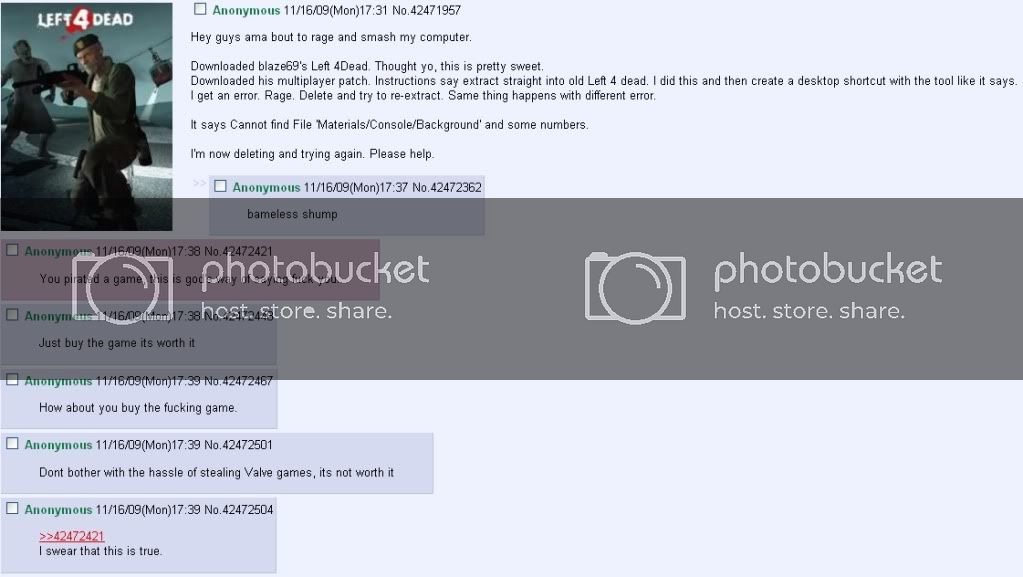 LEFT 4 DEAD
Anonymous 11/16/09(Mon)17:31 No.42471957
Hey guys ama bout to rage and smash my computer.
Downloaded blaze69's Left 4Dead. Thought yo, this is pretty sweet.
Downloaded his multiplayer patch. Instructions say extract straight into old Left 4 dead. I did this and then create a desktop shortcut with the tool like it says.
I get an error. Rage. Delete and try to re-extract. Same thing happens with different error.
It says Cannot find File 'Materials/Console/Background' and some numbers.
I'm now deleting and trying again. Please help.
>> Anonymous 11/16/09(Mon)17:37 No.42472362
bameless shump
Anonymous 11/16/09(Mon)17:38 No.42472421
You pirated a game, this is gods way of saying fuck you.
photobucket
host. store. share.
photobucket
host. store. share.
Anonymous 11/16/09(Mon)17:38
Just buy the game its worth it
Anonymous 11/16/09(Mon)17:39 No.42472467
How about you buy the fucking game.
Anonymous 11/16/09(Mon)17:39 No.42472501
Dont bother with the hassle of stealing Valve games, its not worth it
Anonymous 11/16/09(Mon)17:39 No.42472504
>>42472421
I swear that this is true.